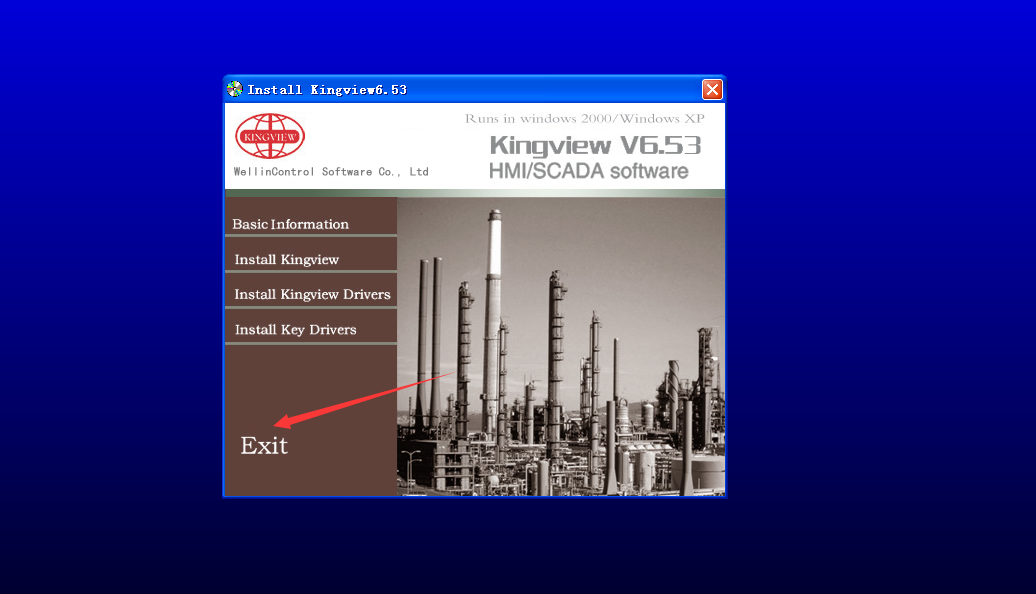 Install Kingview6.53
KINGVIEW
WellinControl Software Co., Ltd
Runs in windows 2000/Windows XP
Kingview V6.53
HMI/SCADA software
Basic Information
Install Kingview
Install Kingview Drivers
Install Key Drivers
Exit